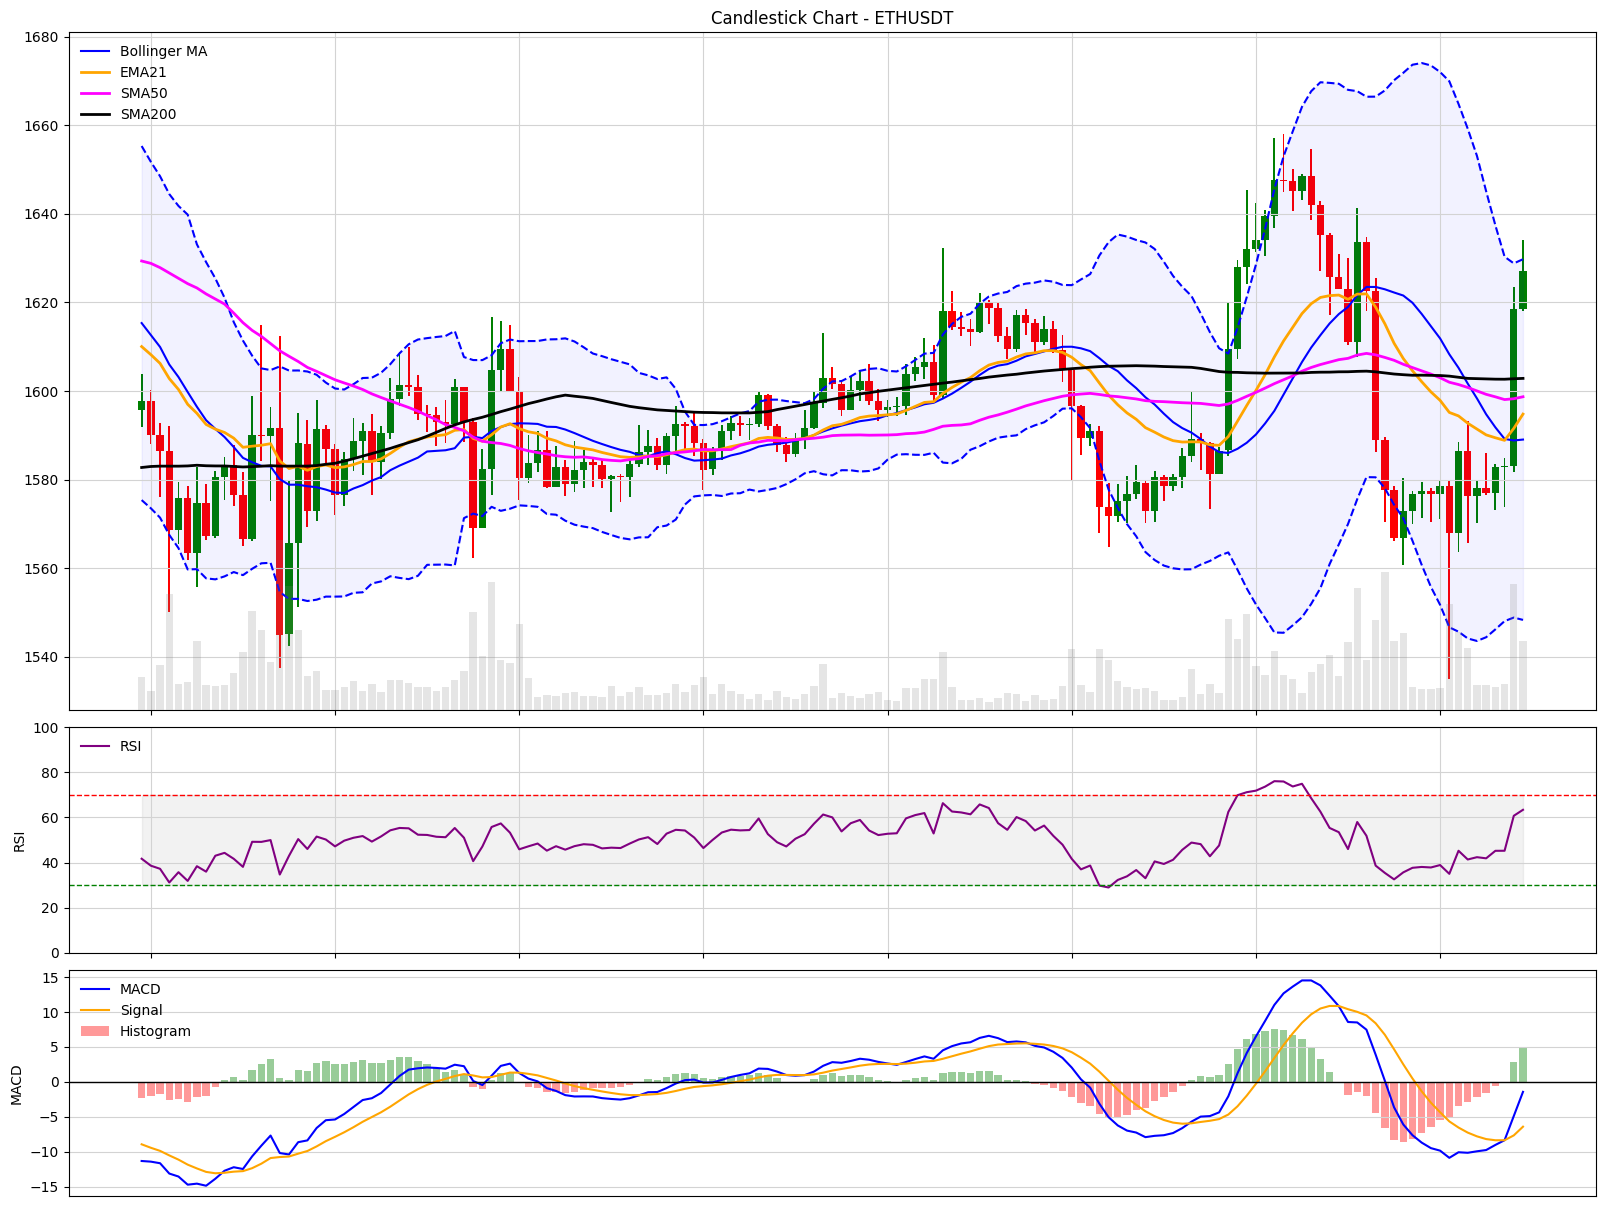 Candlestick Chart - ETHUSDT
1680
1660
1640
1620
1600
1580
1560
1540
Bollinger MA
EMA21
SMA50
SMA200
100
80
60
40
20
0
RSI
RSI
15
10
5
0
−5
−10
−15
MACD
MACD
Signal
Histogram